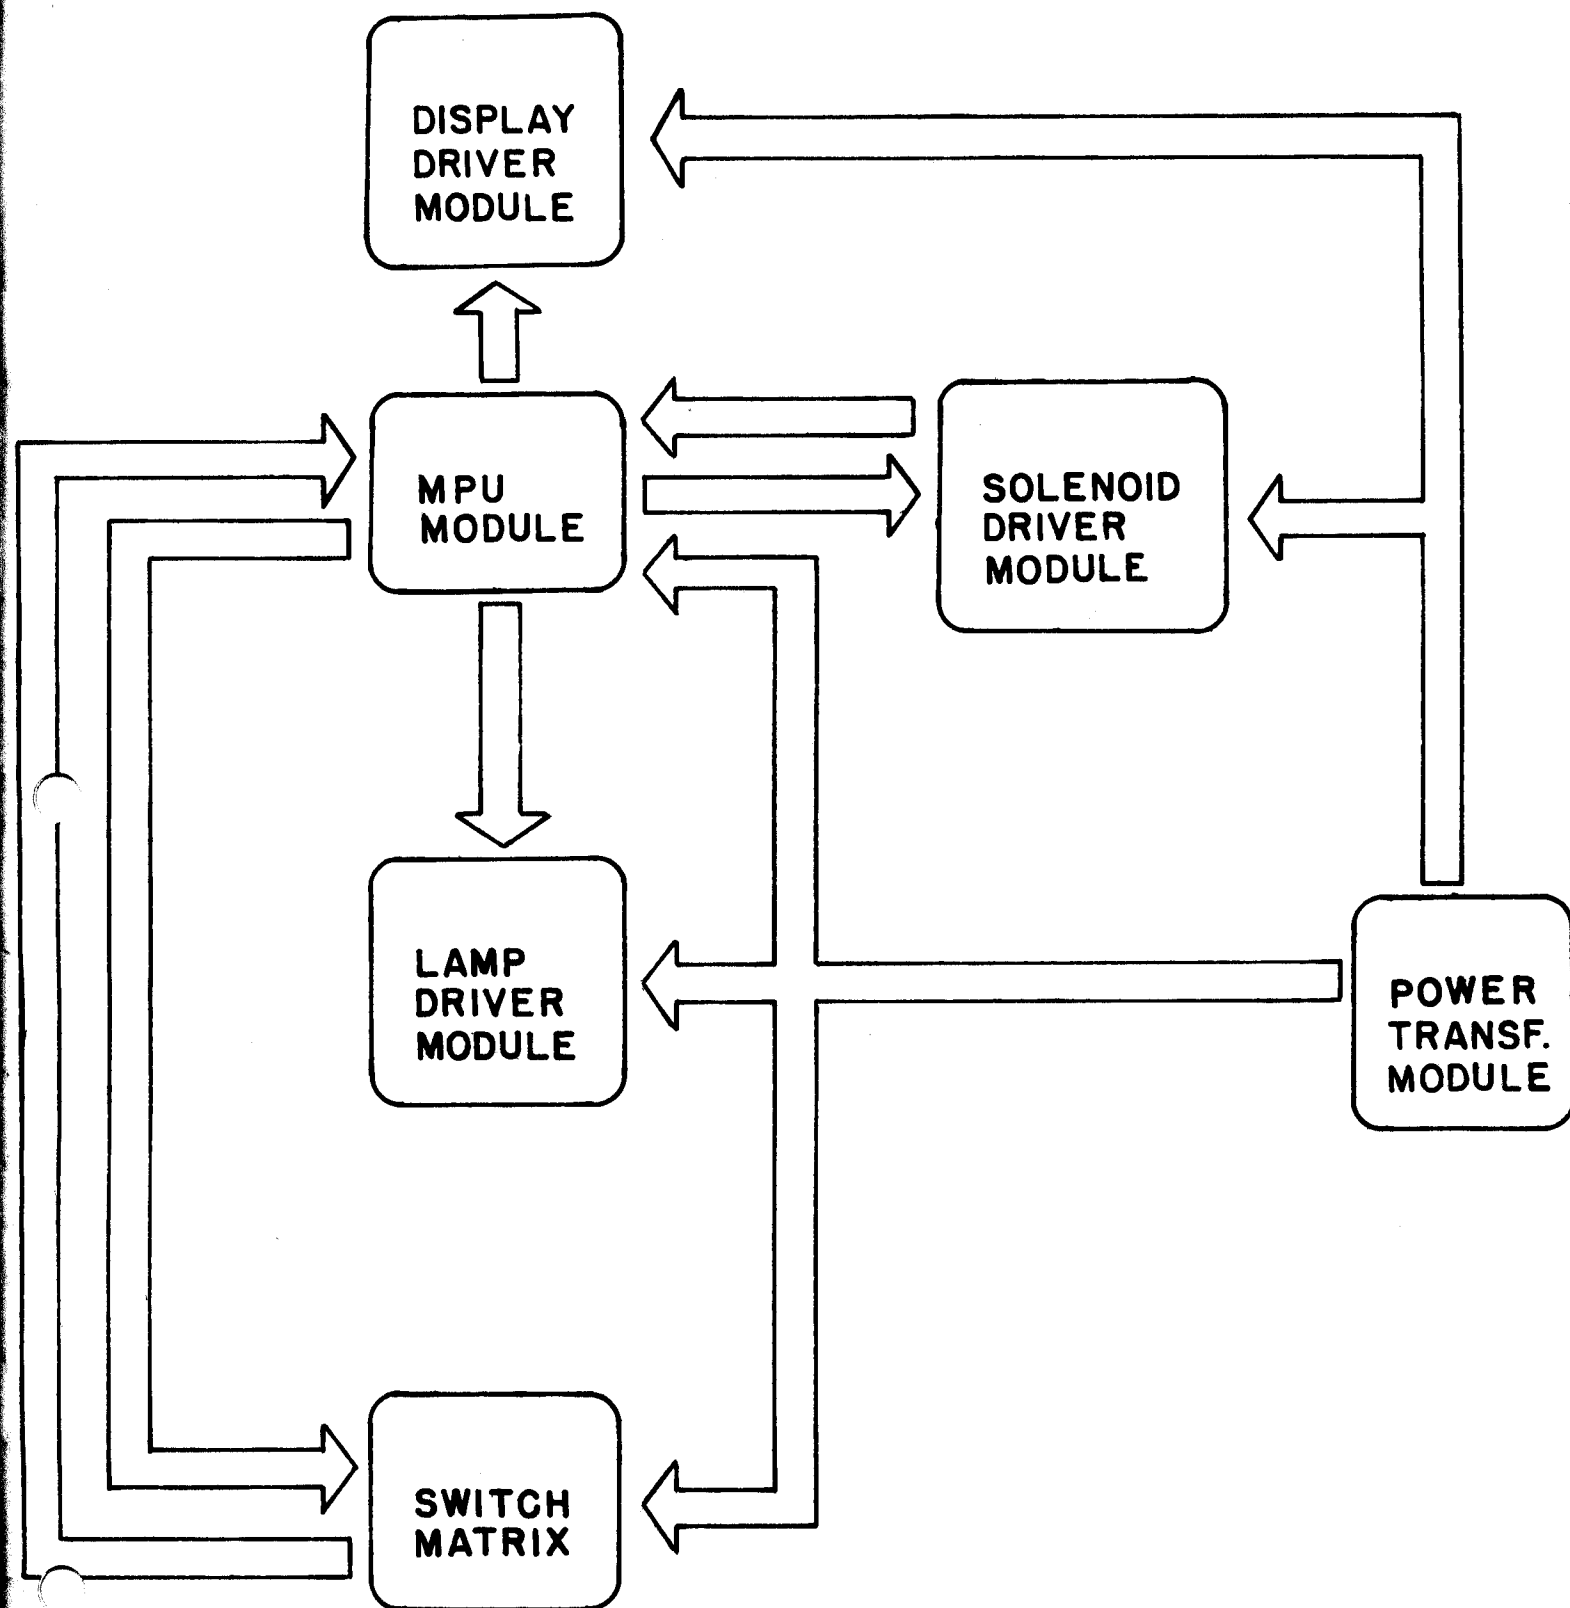 DISPLAY
DRIVER
MODULE
MPU
MODULE
SOLENOID
DRIVER
MODULE
LAMP
DRIVER
MODULE
POWER
TRANSF.
MODULE
SWITCH
MATRIX